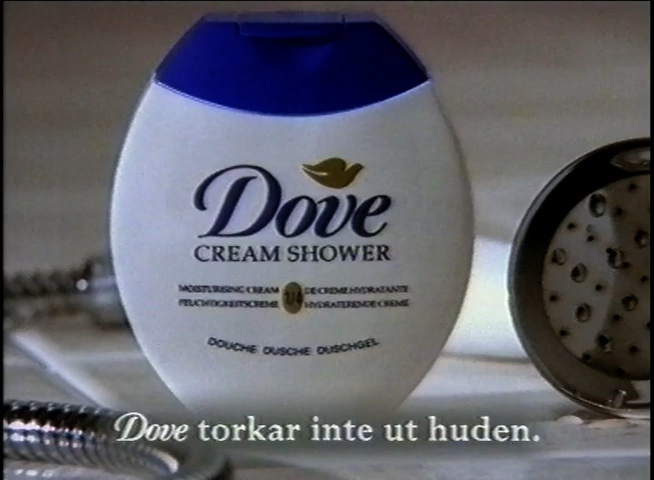 Dove
CREAM SHOWER
MOISTURISING CREAM 1/4 DE CREME HYDRATANTE
FEUCHTIGKEITSCREME HYDRATERENDE CREME
DOUCHE DUSCHE DUSCHGEL
Dove torkar inte ut huden.